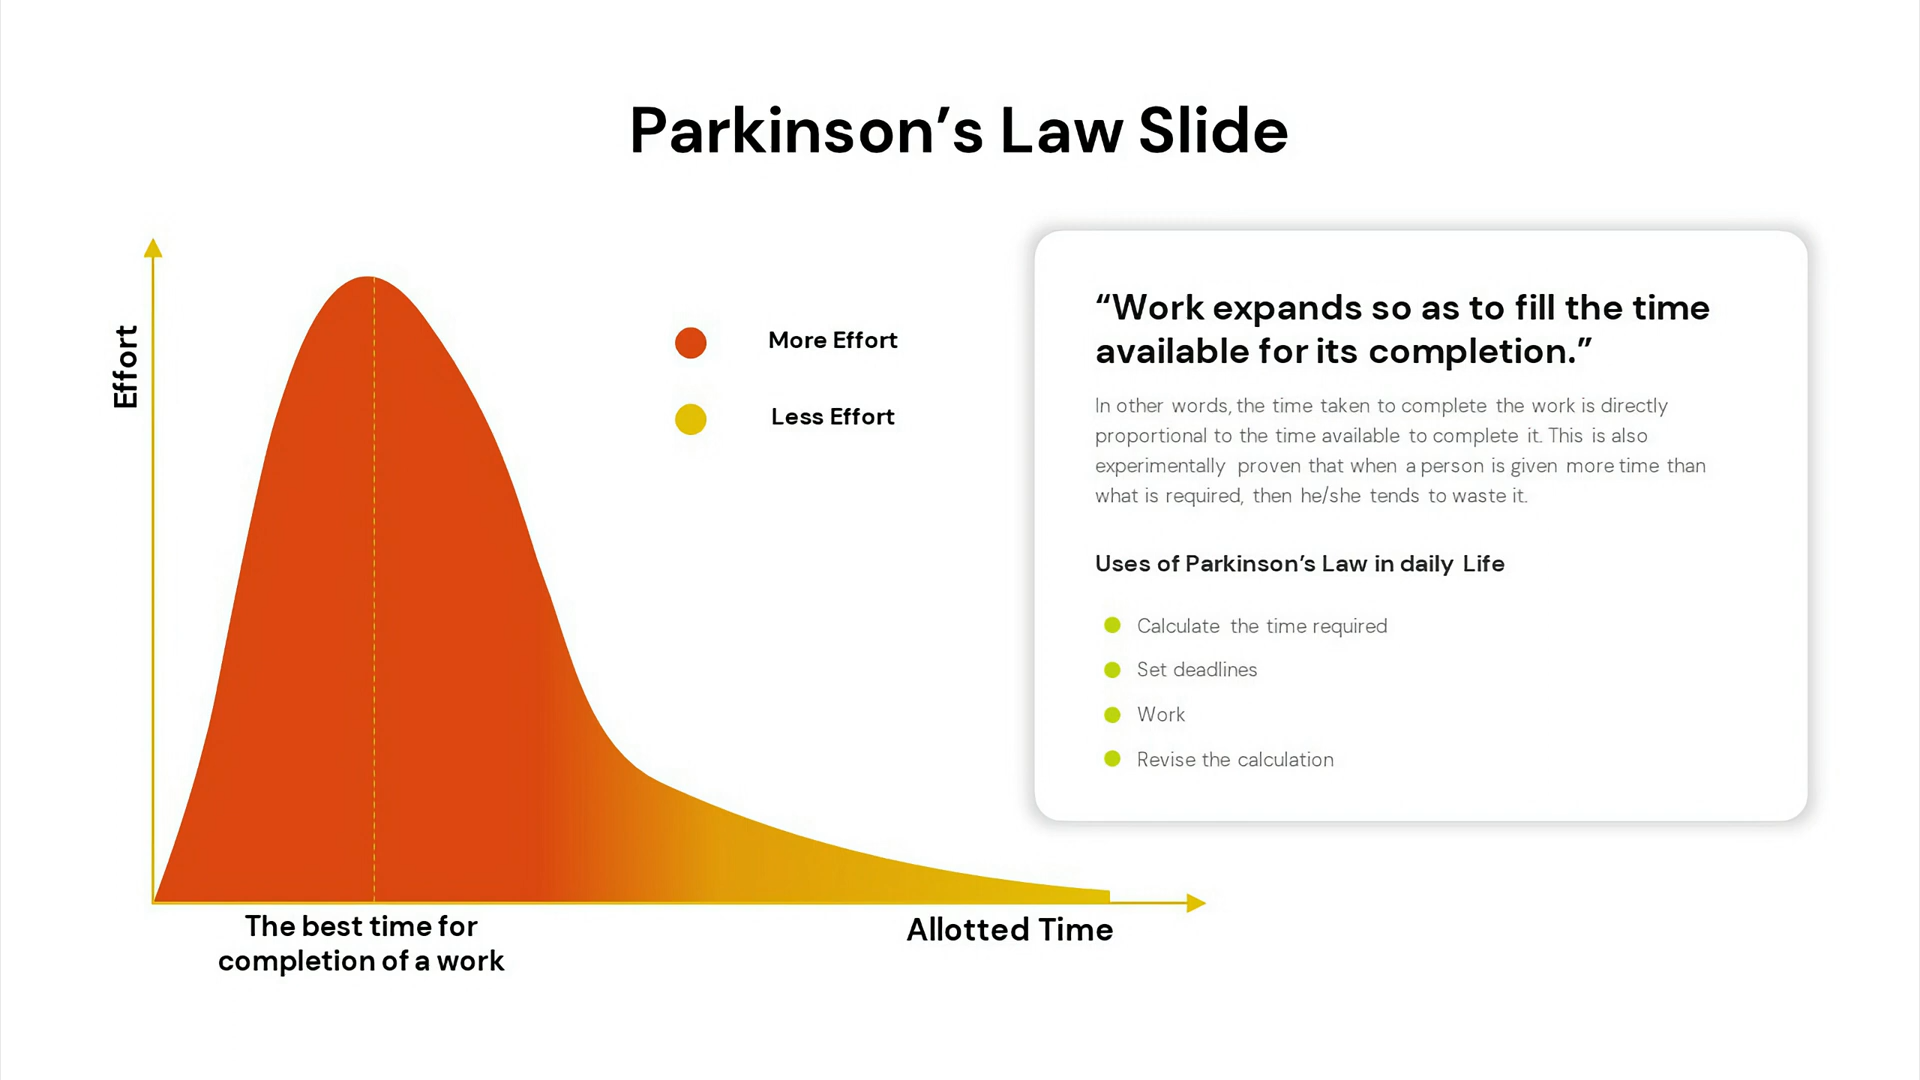 Parkinson’s Law Slide
Effort
More Effort
Less Effort
The best time for
completion of a work
Allotted Time
“Work expands so as to fill the time
available for its completion.”
In other words, the time taken to complete the work is directly
proportional to the time available to complete it. This is also
experimentally proven that when a person is given more time than
what is required, then he/she tends to waste it.
Uses of Parkinson’s Law in daily Life
Calculate the time required
Set deadlines
Work
Revise the calculation